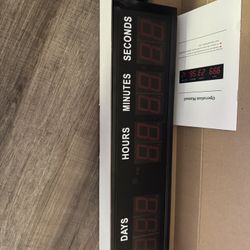 DAYS
HOURS
MINUTES
SECONDS
Operation Manual